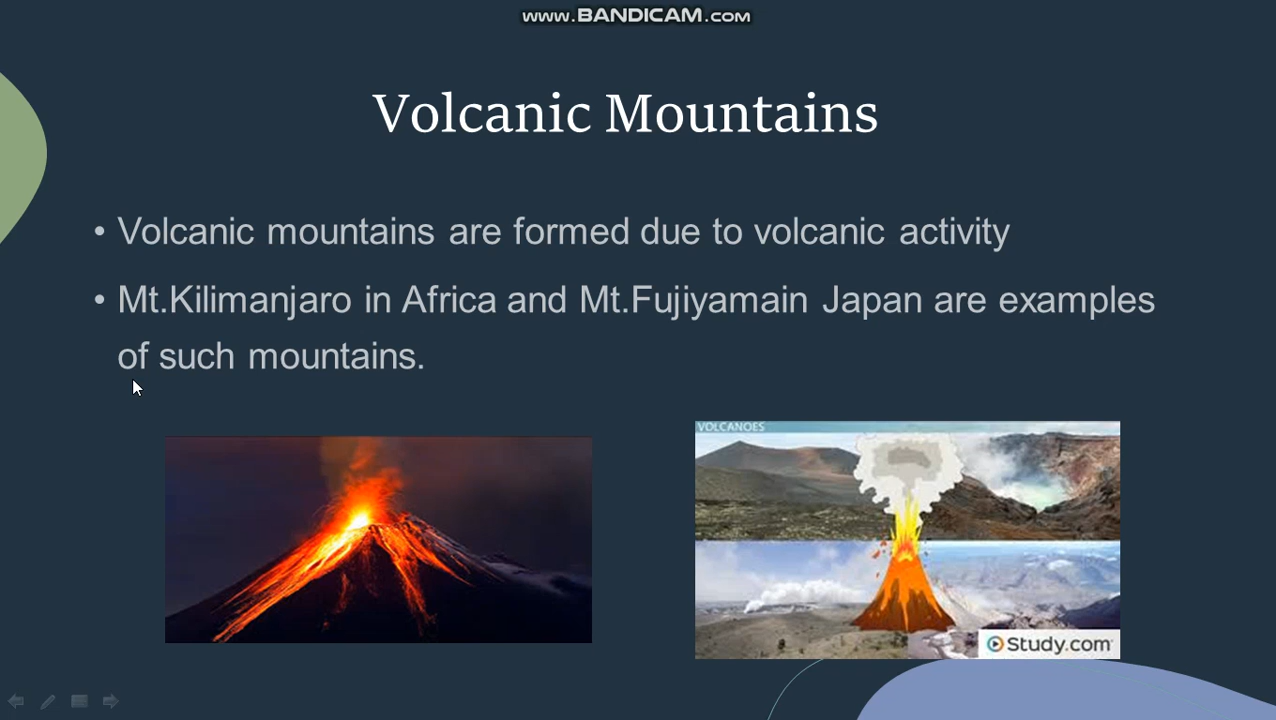 www.BANDICAM.com
Volcanic Mountains
• Volcanic mountains are formed due to volcanic activity
• Mt.Kilimanjaro in Africa and Mt.Fujiyamain Japan are examples
of such mountains.
VOLCANOES
Study.com